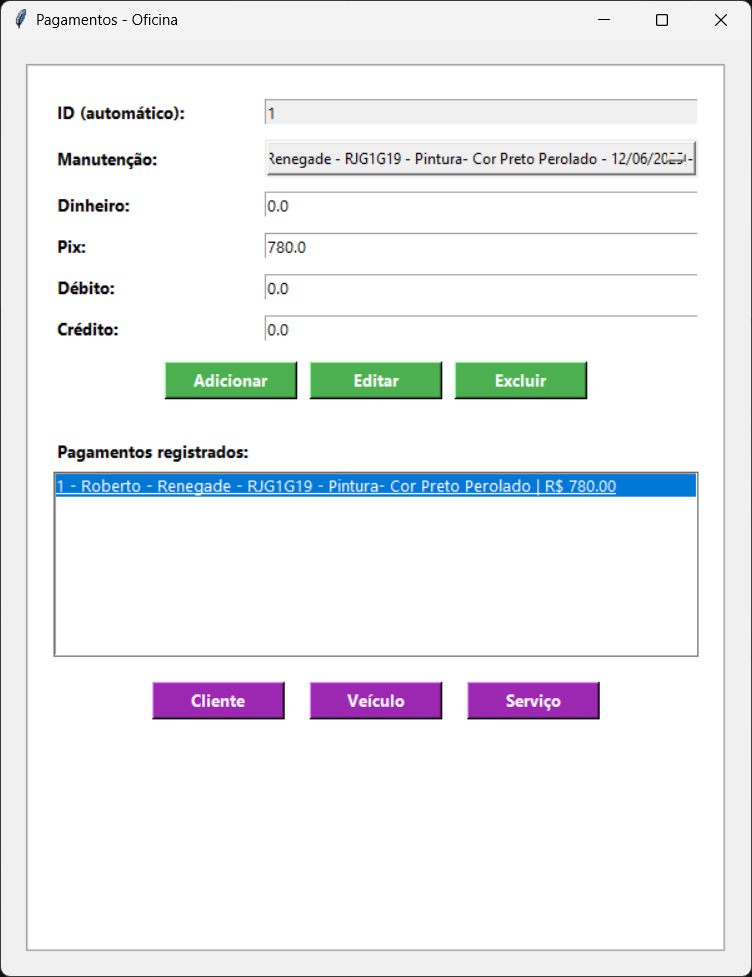 Pagamentos - Oficina
ID (automático): 1
Manutenção: Renegade - RJG1G19 - Pintura- Cor Preto Perolado - 12/06/
Dinheiro: 0.0
Pix: 780.0
Débito: 0.0
Crédito: 0.0
Adicionar Editar Excluir
Pagamentos registrados:
1 - Roberto - Renegade - RJG1G19 - Pintura- Cor Preto Perolado | R$ 780.00
Cliente Veículo Serviço